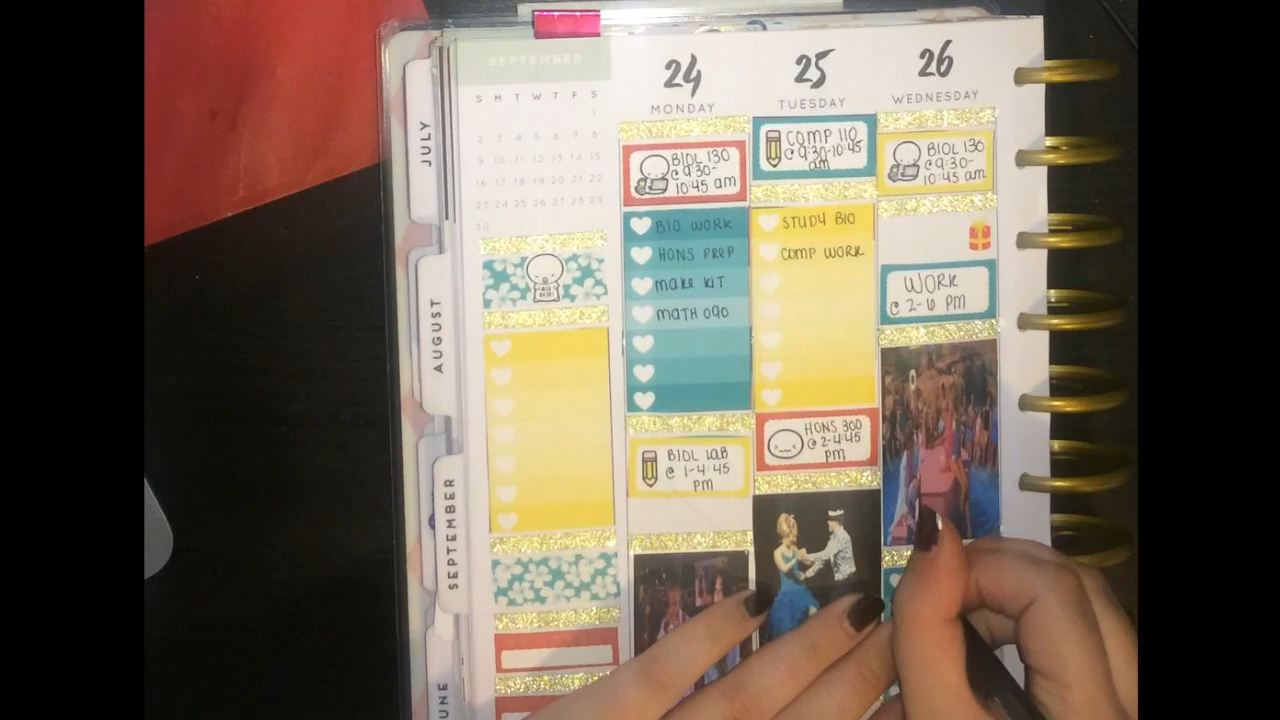 SEPTEMBER
S M T W T F S
1
2 3 4 5 6 7 8
9 10 11 12 13 14 15
16 17 18 19 20 21 22
23 24 25 26 27 28 29
30
24
MONDAY
BIOL 130
@ 9:30-
10:45 am
BIO WORK
HONS PREP
make KIT
maTH 090
BIOL LaB
@ 1-4:45
pm
25
TUESDAY
COMP 110
@ 9:30-10:45
am
STUDY BIO
COMP WORK
HONS 300
@ 2-4:45
pm
26
WEDNESDAY
BIOL 130
@ 9:30-
10:45 am
WORK
@ 2-6 pm
JULY
AUGUST
SEPTEMBER
UNE